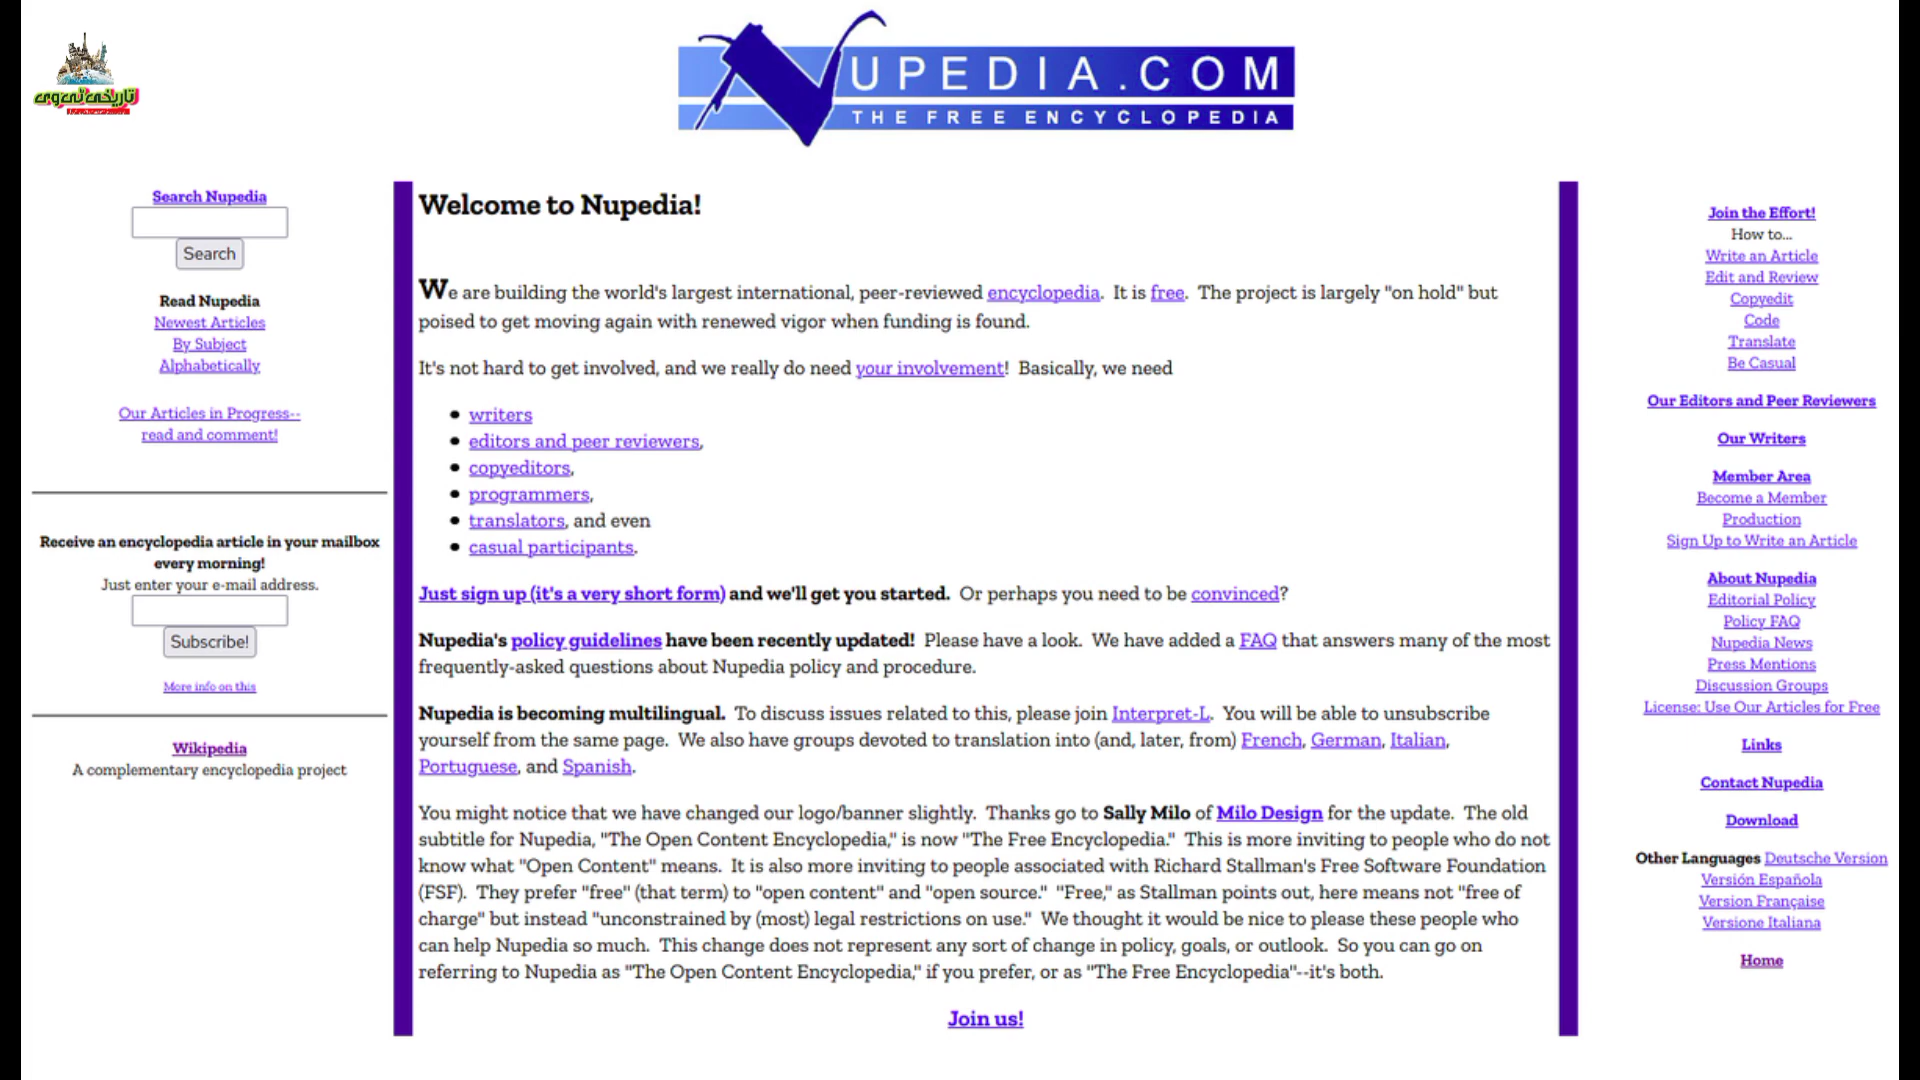 تاریخی ٹی وی
NUPEDIA.COM
THE FREE ENCYCLOPEDIA
Search Nupedia
Search
Read Nupedia
Newest Articles
By Subject
Alphabetically
Our Articles in Progress--
read and comment!
Receive an encyclopedia article in your mailbox
every morning!
Just enter your e-mail address.
Subscribe!
More info on this
Wikipedia
A complementary encyclopedia project
Welcome to Nupedia!
We are building the world's largest international, peer-reviewed encyclopedia. It is free. The project is largely "on hold" but
poised to get moving again with renewed vigor when funding is found.
It's not hard to get involved, and we really do need your involvement! Basically, we need
• writers
• editors and peer reviewers,
• copyeditors,
• programmers,
• translators, and even
• casual participants.
Just sign up (it's a very short form) and we'll get you started. Or perhaps you need to be convinced?
Nupedia's policy guidelines have been recently updated! Please have a look. We have added a FAQ that answers many of the most
frequently-asked questions about Nupedia policy and procedure.
Nupedia is becoming multilingual. To discuss issues related to this, please join Interpret-L. You will be able to unsubscribe
yourself from the same page. We also have groups devoted to translation into (and, later, from) French, German, Italian,
Portuguese, and Spanish.
You might notice that we have changed our logo/banner slightly. Thanks go to Sally Milo of Milo Design for the update. The old
subtitle for Nupedia, "The Open Content Encyclopedia," is now "The Free Encyclopedia." This is more inviting to people who do not
know what "Open Content" means. It is also more inviting to people associated with Richard Stallman's Free Software Foundation
(FSF). They prefer "free" (that term) to "open content" and "open source." "Free," as Stallman points out, here means not "free of
charge" but instead "unconstrained by (most) legal restrictions on use." We thought it would be nice to please these people who
can help Nupedia so much. This change does not represent any sort of change in policy, goals, or outlook. So you can go on
referring to Nupedia as "The Open Content Encyclopedia," if you prefer, or as "The Free Encyclopedia"--it's both.
Join us!
Join the Effort!
How to...
Write an Article
Edit and Review
Copyedit
Code
Translate
Be Casual
Our Editors and Peer Reviewers
Our Writers
Member Area
Become a Member
Production
Sign Up to Write an Article
About Nupedia
Editorial Policy
Policy FAQ
Nupedia News
Press Mentions
Discussion Groups
License: Use Our Articles for Free
Links
Contact Nupedia
Download
Other Languages Deutsche Version
Versión Española
Version Française
Versione Italiana
Home